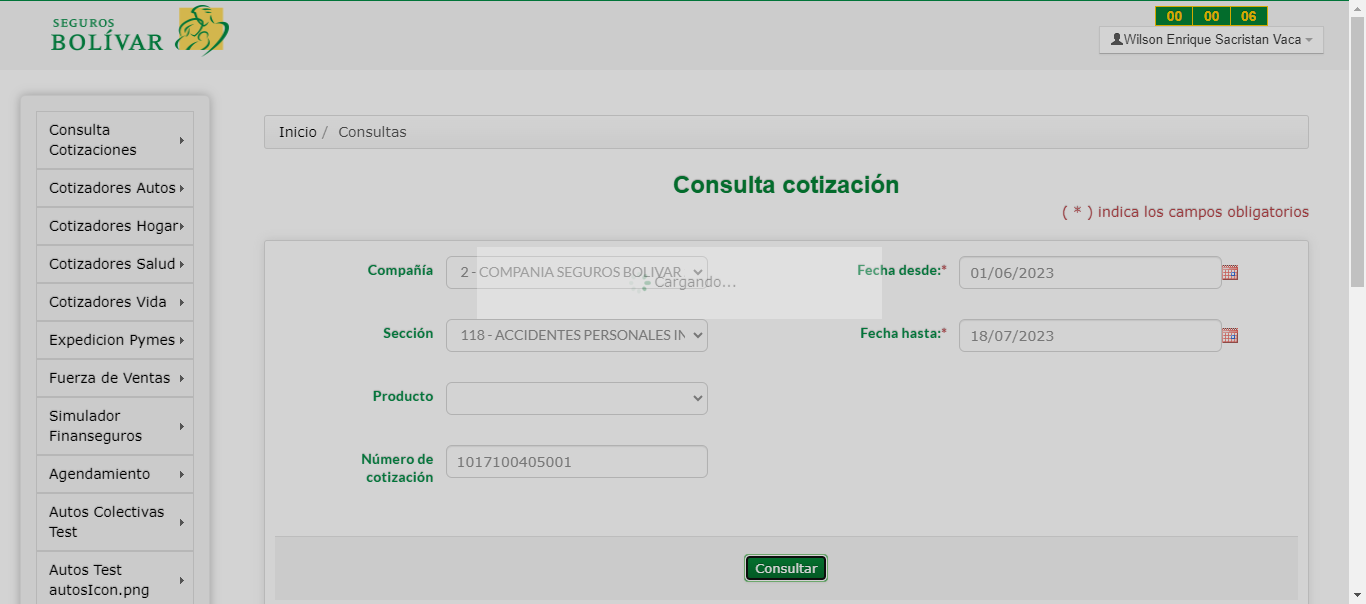 SEGUROS
BOLÍVAR
00 00 06
Wilson Enrique Sacristan Vaca
Consulta
Cotizaciones
Cotizadores Autos
Cotizadores Hogar
Cotizadores Salud
Cotizadores Vida
Expedicion Pymes
Fuerza de Ventas
Simulador
Finanseguros
Agendamiento
Autos Colectivas
Test
Autos Test
autosIcon.png
Inicio / Consultas
Consulta cotización
( * ) indica los campos obligatorios
Compañía 2 - COMPANIA SEGUROS BOLIVAR Fecha desde:* 01/06/2023
Cargando...
Sección 118 - ACCIDENTES PERSONALES IN Fecha hasta:* 18/07/2023
Producto
Número de
cotización 1017100405001
Consultar